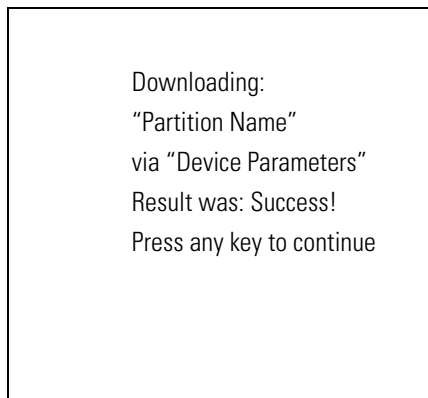 Downloading:
“Partition Name”
via “Device Parameters”
Result was: Success!
Press any key to continue